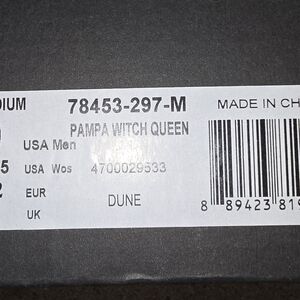 DIUM
78453-297-M
MADE IN CH
PAMPA WITCH QUEEN
USA Men
5 USA Wos 4700029533
2 EUR
DUNE
UK
8 89423 819